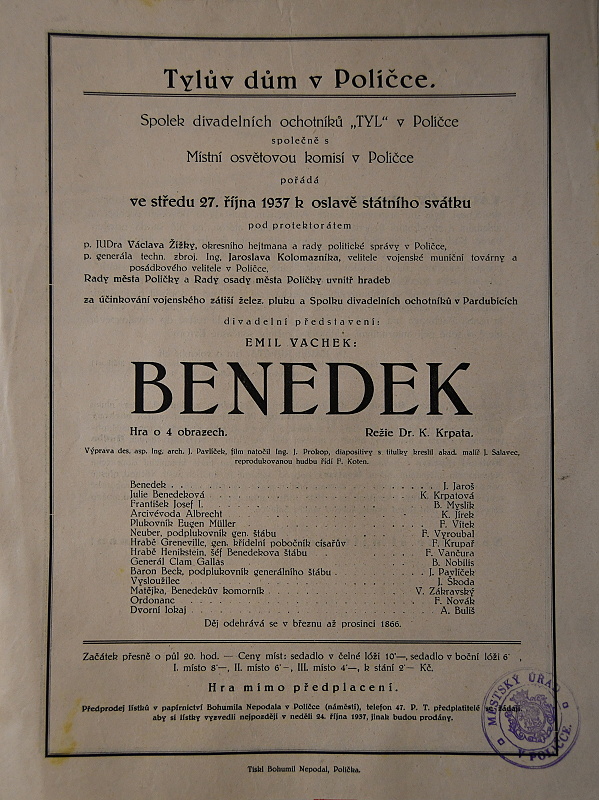 Tylův dům v Poličce.
Spolek divadelních ochotníků „TYL" v Poličce
společně s
Místní osvětovou komisí v Poličce
pořádá
ve středu 27. října 1937 k oslavě státního svátku
pod protektorátem
p. JUDra Václava Žižky, okresního hejtmana a rady politické správy v Poličce,
p. generála techn. zbroj. Ing. Jaroslava Kolomazníka, velitele vojenské muniční továrny a
posádkového velitele v Poličce,
Rady města Poličky a Rady osady města Poličky uvnitř hradeb
za účinkování vojenského zátiší želez. pluku a Spolku divadelních ochotníků v Pardubicích
divadelní představení:
EMIL VACHEK:
BENEDEK
Hra o 4 obrazech. Režie Dr. K. Krpata.
Výprava des. asp. Ing. arch. J. Pavlíček, film natočil Ing. J. Prokop, diapositivy s titulky kreslil akad. malíř J. Salavec,
reprodukovanou hudbu řídí F. Koten.
Benedek . . . . . J. Jaroš
Julie Benedeková . . . . . K. Krpatová
František Josef I. . . . . . B. Myslík
Arcivévoda Albrecht . . . . . K. Jírek
Plukovník Eugen Müller . . . . . F. Vítek
Neuber, podplukovník gen. štábu . . . . . F. Vyroubal
Hrabě Greneville, gen. křídelní pobočník císařův . . . . . F. Krupař
Hrabě Henikstein, šéf Benedekova štábu . . . . . F. Vančura
Generál Clam Gallas . . . . . B. Nobilis
Baron Beck, podplukovník generálního štábu . . . . . J. Pavlíček
Vysloužilec . . . . . J. Škoda
Matějka, Benedekův komorník . . . . . V. Zákravský
Ordonanc . . . . . F. Novák
Dvorní lokaj . . . . . A. Buliš
Děj odehrává se v březnu až prosinci 1866.
Začátek přesně o půl 20. hod. — Ceny míst: sedadlo v čelné lóži 10'—, sedadlo v boční lóži 6' ,
I. místo 8'—, II. místo 6'—, III. místo 4'—, k stání 2'— Kč.
Hra mimo předplacení.
Předprodej lístků v papírnictví Bohumila Nepodala v Poličce (náměstí), telefon 47. P. T. předplatitelé se žádají,
aby si lístky vyzvedli nejpozději v neděli 24. října 1937, jinak budou prodány.
MĚSTSKÝ ÚŘAD
V POLIČCE.
Tiskl Bohumil Nepodal, Polička.